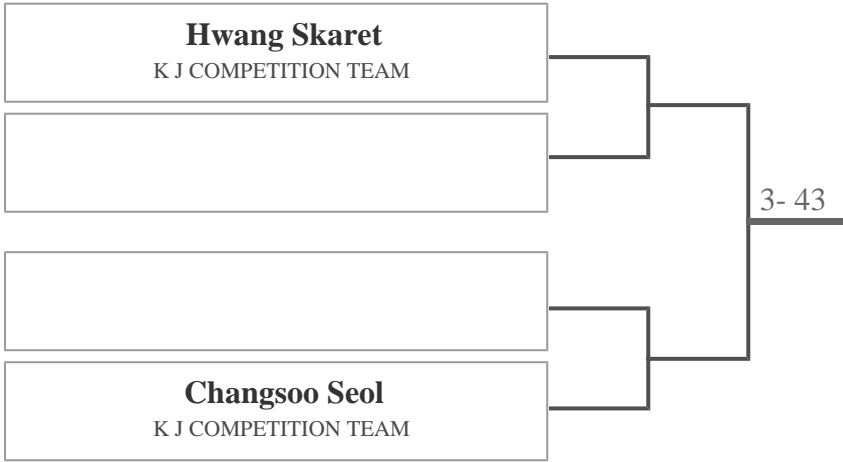 Hwang Skaret
K J COMPETITION TEAM
3- 43
Changsoo Seol
K J COMPETITION TEAM